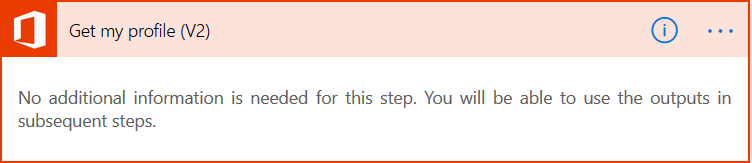 Get my profile (V2)
No additional information is needed for this step. You will be able to use the outputs in
subsequent steps.